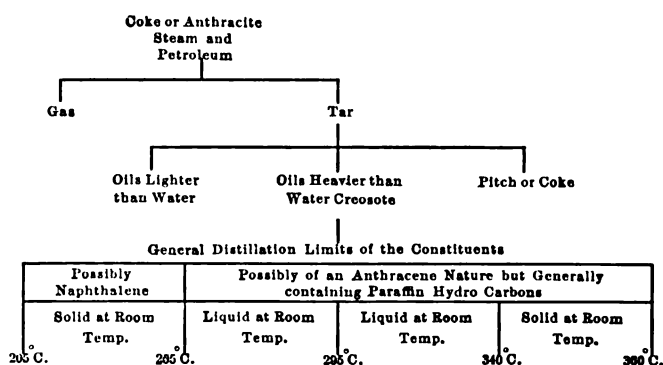 Coke or Anthracite
Steam and
Petroleum
Gas
Tar
Oils Lighter
than Water
Oils Heavier than
Water Creosote
Pitch or Coke
General Distillation Limits of the Constituents
Possibly
Naphthalene
Possibly of an Anthracene Nature but Generally
containing Paraffin Hydro Carbons
Solid at Room
Temp.
Liquid at Room
Temp.
Liquid at Room
Temp.
Solid at Room
Temp.
205°C. 265°C. 295°C. 340°C. 360°C.